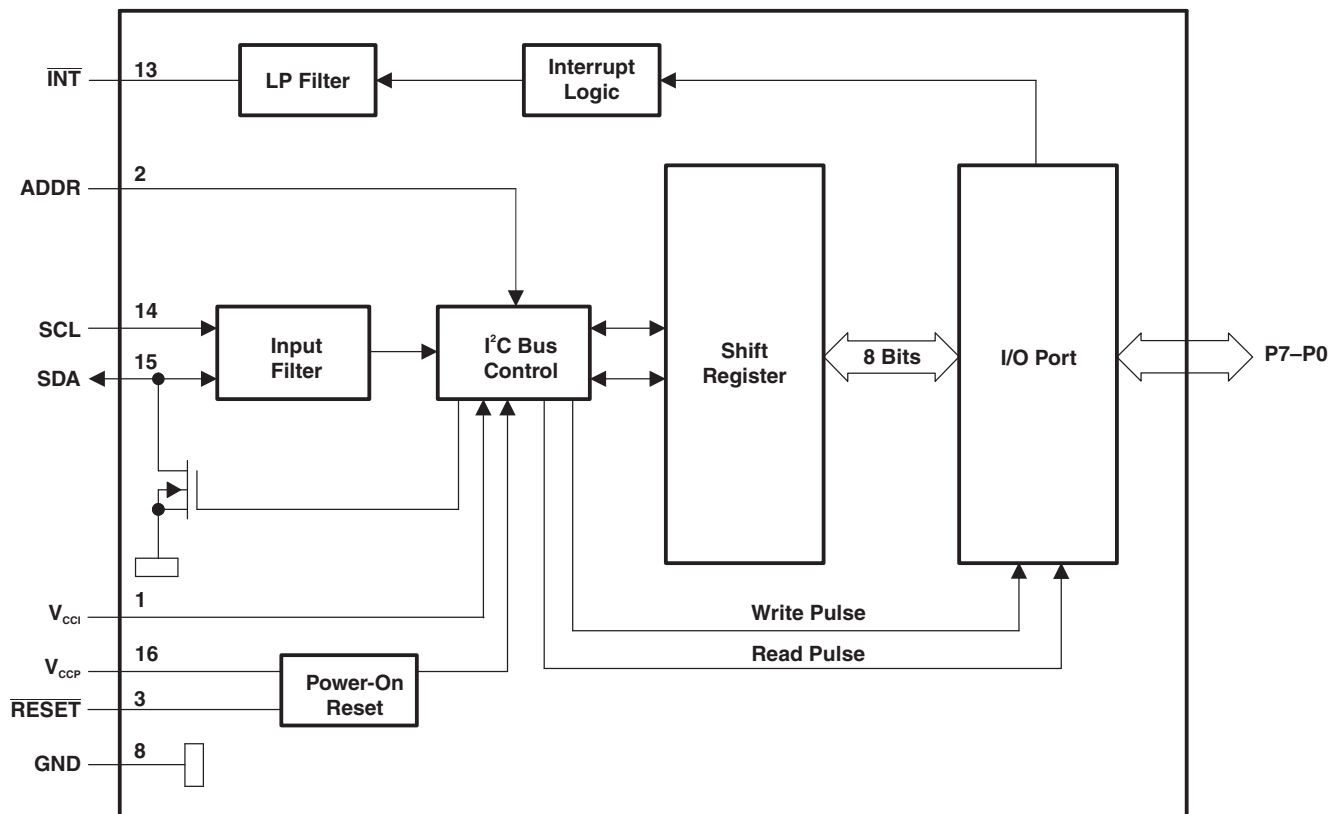 INT
13
LP Filter
Interrupt
Logic
ADDR
2
SCL
14
SDA
15
Input
Filter
I²C Bus
Control
Shift
Register
8 Bits
I/O Port
P7–P0
VCCI
1
Write Pulse
VCCP
16
Read Pulse
RESET
3
Power-On
Reset
GND
8